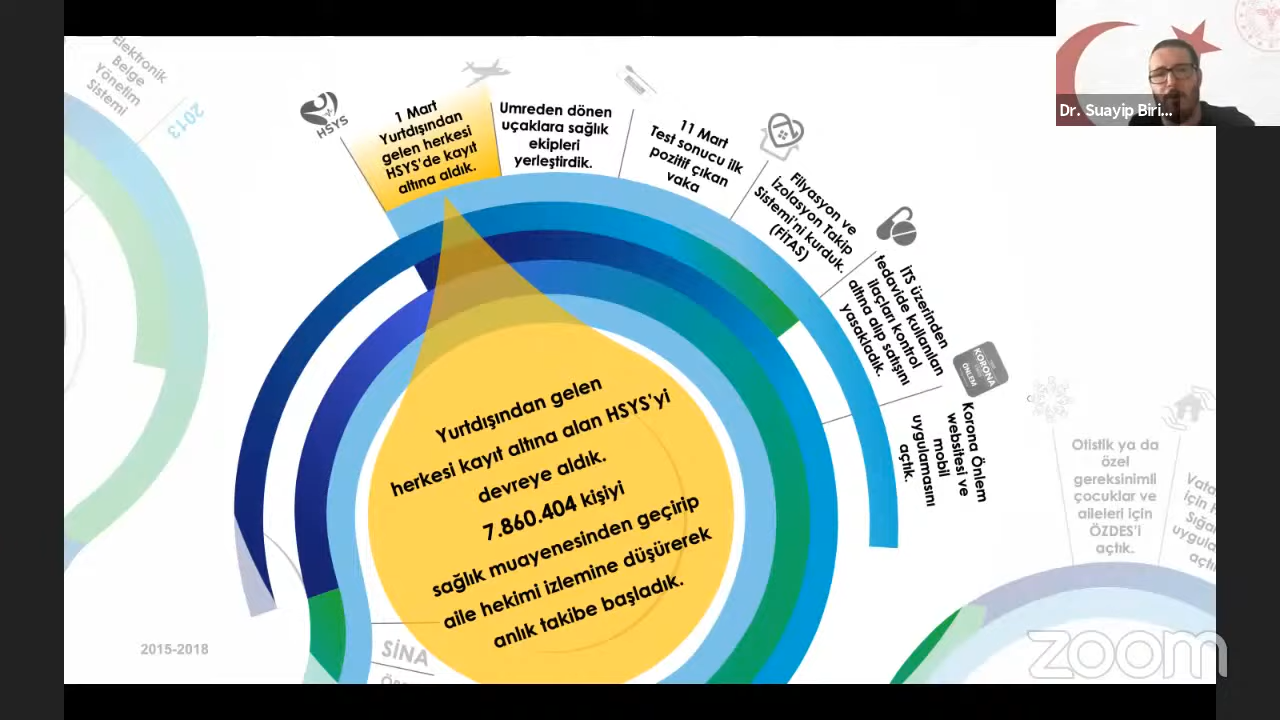 Elektronik
Belge
Yönetim
Sistemi
2013
HSYS
1 Mart
Yurtdışından
gelen herkesi
HSYS'de kayıt
altına aldık.
Umreden dönen
uçaklara sağlık
ekipleri
yerleştirdik.
11 Mart
Test sonucu ilk
pozitif çıkan
vaka
Filyasyon ve
İzolasyon Takip
Sistemi'ni kurduk.
(FİTAS)
İTS üzerinden
tedavide kullanılan
ilaçları kontrol
altına alıp satışını
yasakladık.
KORONA
ÖNLEM
Korona Önlem
websitesi ve
mobil
uygulamasını
açtık.
Yurtdışından gelen
herkesi kayıt altına alan HSYS'yi
devreye aldık.
7.860.404 kişiyi
sağlık muayenesinden geçirip
aile hekimi izlemine düşürerek
anlık takibe başladık.
SİNA
2015-2018
Otistik ya da
özel
gereksinimli
çocuklar ve
aileleri için
ÖZDES'i
açtık.
için
Dr. Suayip Biri...
zoom